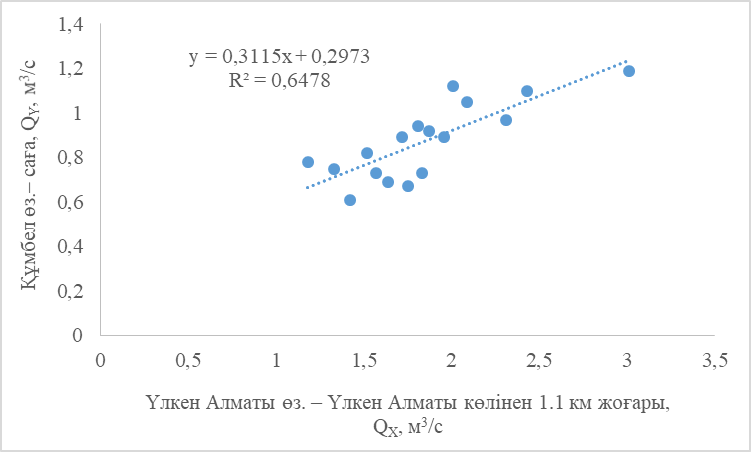 1,4
1,2
1
0,8
0,6
0,4
0,2
0
y = 0,3115x + 0,2973
R² = 0,6478
Құмбел өз.– саға, Qᵧ, м³/с
0 0,5 1 1,5 2 2,5 3 3,5
Үлкен Алматы өз. – Үлкен Алматы көлінен 1.1 км жоғары,
Qₓ, м³/с